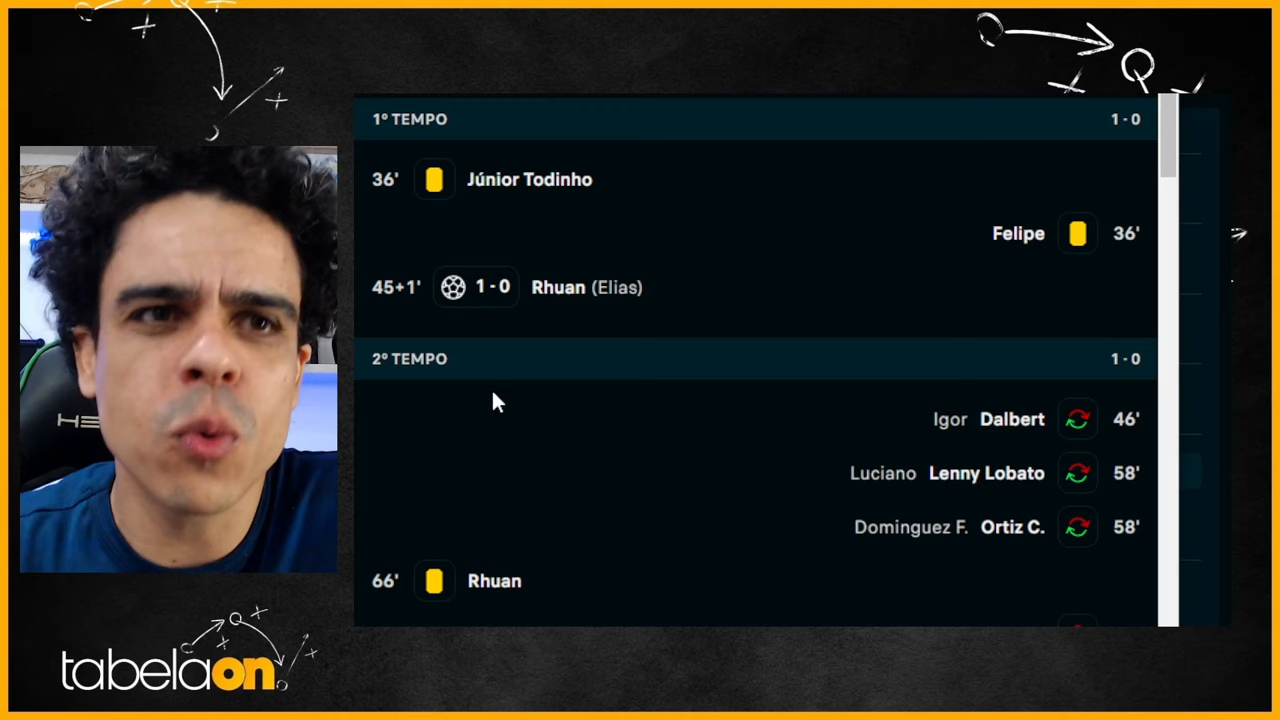 1º TEMPO 1 - 0
36' Júnior Todinho
Felipe 36'
45+1' 1 - 0 Rhuan (Elias)
2º TEMPO 1 - 0
Igor Dalbert 46'
Luciano Lenny Lobato 58'
Dominguez F. Ortiz C. 58'
66' Rhuan
tabelaon